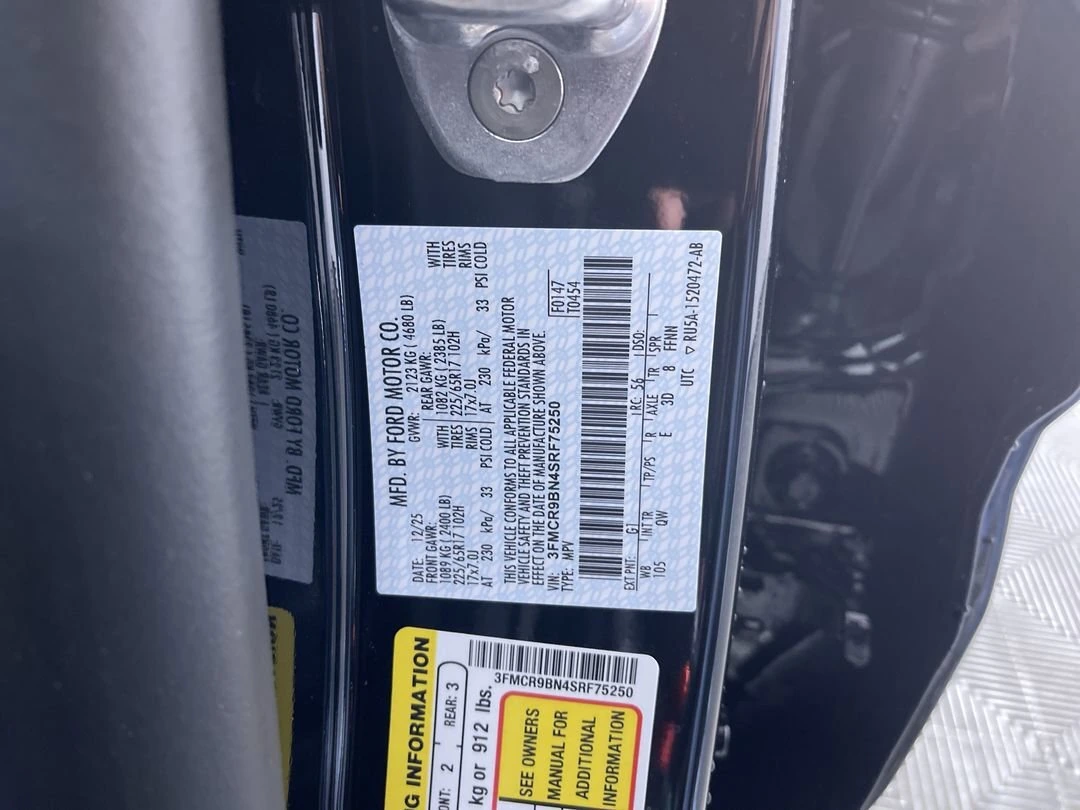 MFD. BY FORD MOTOR CO.
DATE: 12/25 GVWR: 2123 KG ( 4680 LB)
FRONT GAWR: REAR GAWR:
1089 KG ( 2400 LB) WITH 1082 KG ( 2385 LB) WITH
225/65R17 102H TIRES 225/65R17 102H TIRES
17x7.0J RIMS 17x7.0J RIMS
AT 230 kPa/ 33 PSI COLD AT 230 kPa/ 33 PSI COLD
THIS VEHICLE CONFORMS TO ALL APPLICABLE FEDERAL MOTOR
VEHICLE SAFETY AND THEFT PREVENTION STANDARDS IN
EFFECT ON THE DATE OF MANUFACTURE SHOWN ABOVE.
VIN: 3FMCR9BN4SRF75250
TYPE: MPV
F0147
T0454
EXT PNT: G1 RC: 56 DSO:
WB INT TR TP/PS R AXLE TR SPR
105 QW E 3D 8 FFNN
UTC ▽ RU5A-1520472-AB
G INFORMATION
ONT: 2 REAR: 3
kg or 912 lbs.
3FMCR9BN4SRF75250
SEE OWNERS
MANUAL FOR
ADDITIONAL
INFORMATION